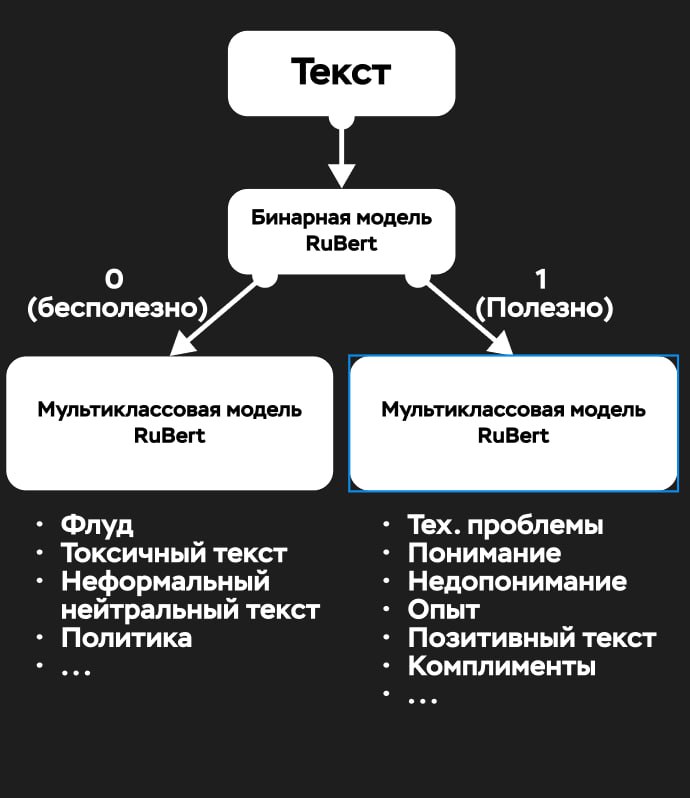 Текст
Бинарная модель
RuBert
0
(бесполезно)
1
(Полезно)
Мультиклассовая модель
RuBert
Мультиклассовая модель
RuBert
· Флуд
· Токсичный текст
· Неформальный
нейтральный текст
· Политика
· ...
· Тех. проблемы
· Понимание
· Недопонимание
· Опыт
· Позитивный текст
· Комплименты
· ...